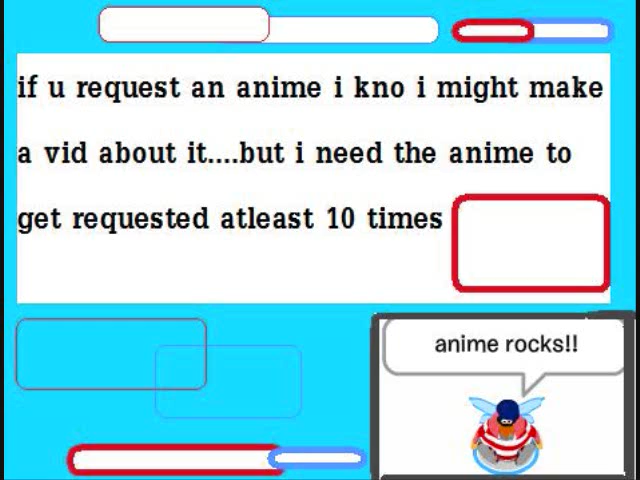 if u request an anime i kno i might make
a vid about it....but i need the anime to
get requested atleast 10 times
anime rocks!!